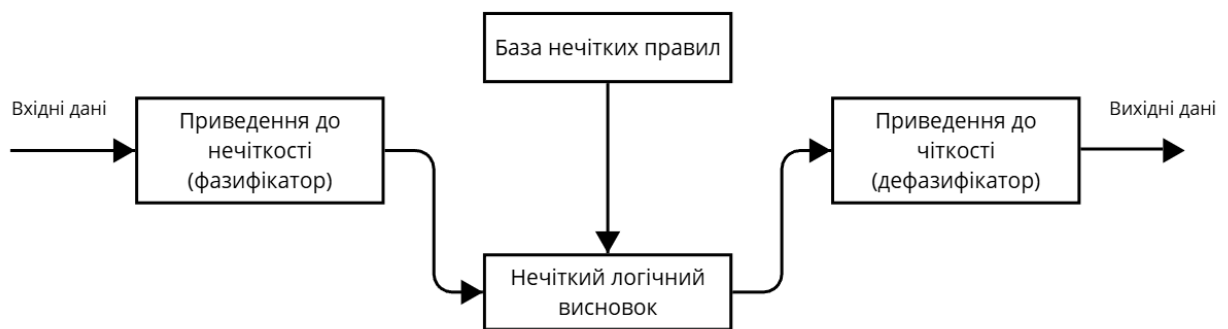 База нечітких правил
Вхідні дані
Приведення до
нечіткості
(фазифікатор)
Приведення до
чіткості
(дефазифікатор)
Вихідні дані
Нечіткий логічний
висновок